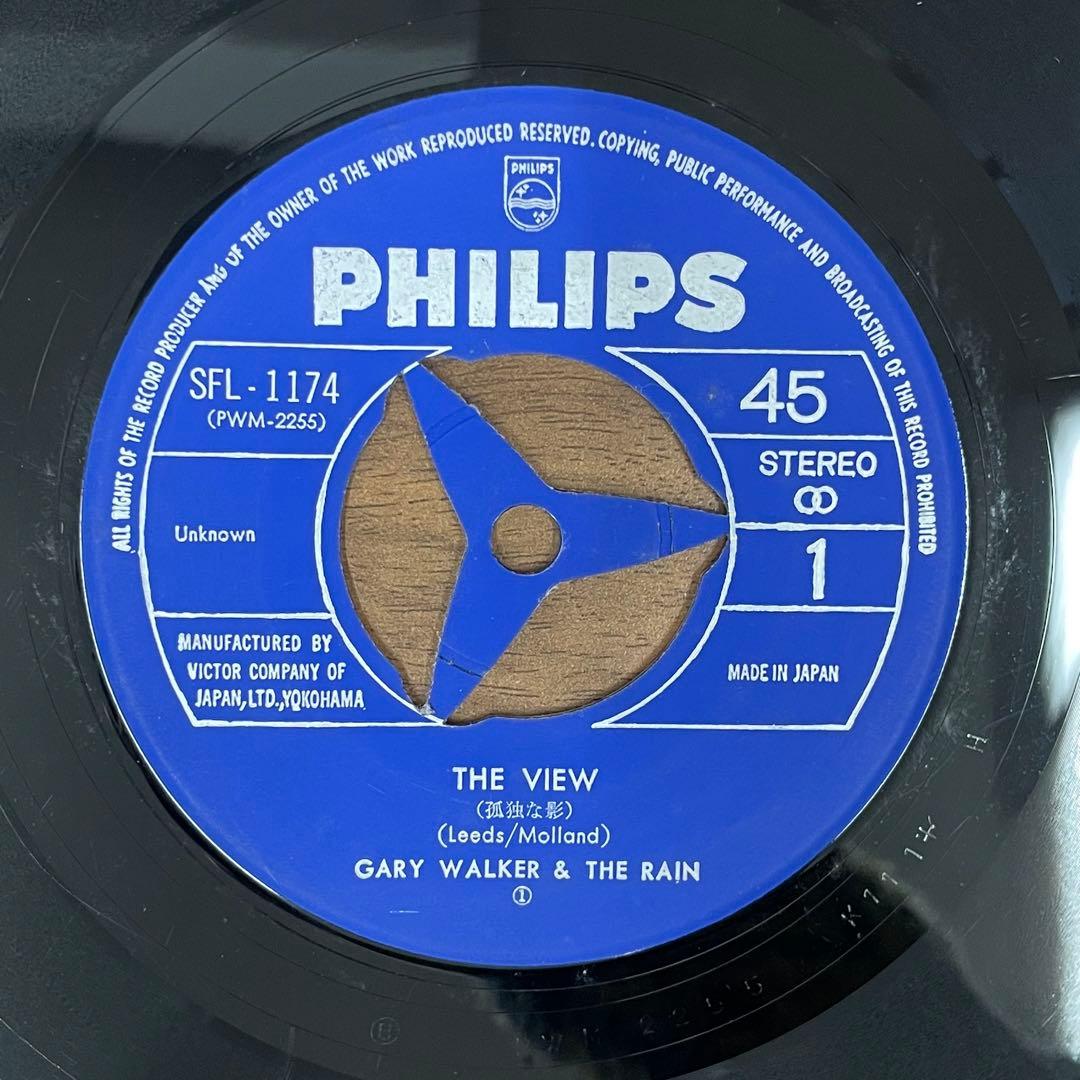 ALL RIGHTS OF THE RECORD PRODUCER AND OF THE OWNER OF THE WORK REPRODUCED RESERVED. COPYING, PUBLIC PERFORMANCE AND BROADCASTING OF THIS RECORD PROHIBITED
PHILIPS
PHILIPS
SFL-1174
(PWM-2255)
45
STEREO
Unknown
1
MANUFACTURED BY
VICTOR COMPANY OF
JAPAN, LTD., YOKOHAMA
MADE IN JAPAN
THE VIEW
(孤独な影)
(Leeds/Molland)
GARY WALKER & THE RAIN
①
2255
K111*
H